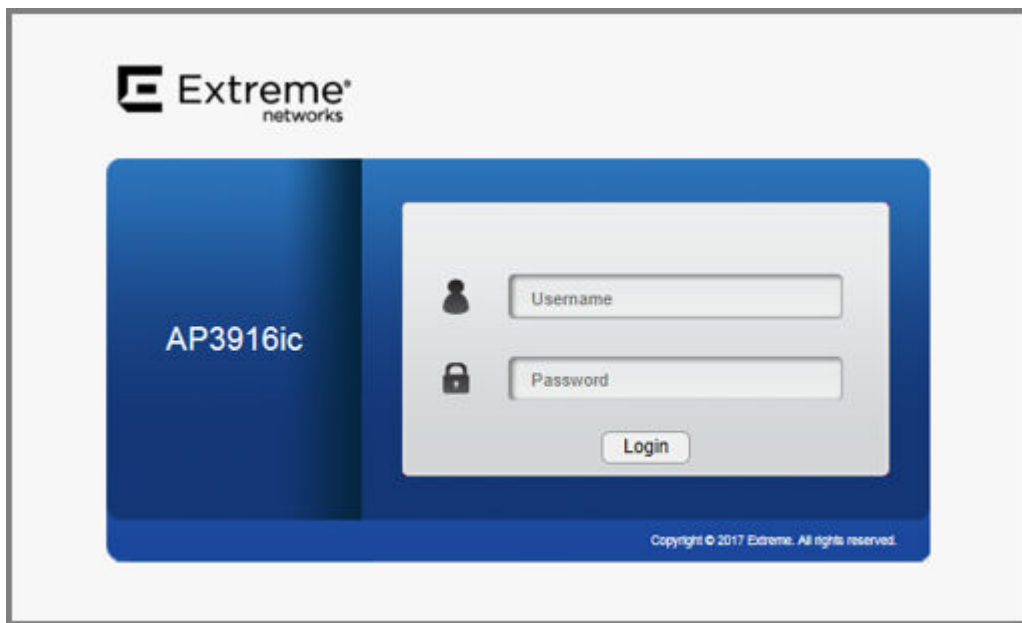 Extreme®
networks
AP3916ic
Username
Password
Login
Copyright © 2017 Extreme. All rights reserved.